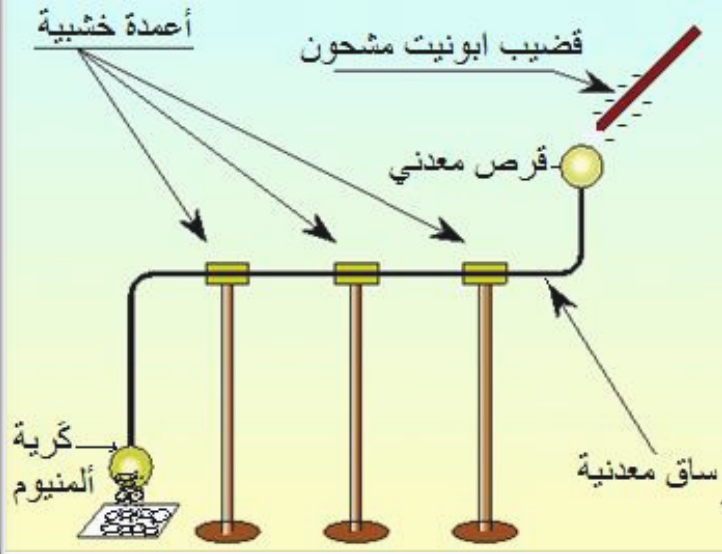 أعمدة خشبية
قضيب ابونيت مشحون
قرص معدني
كَرية
ألمنيوم
ساق معدنية